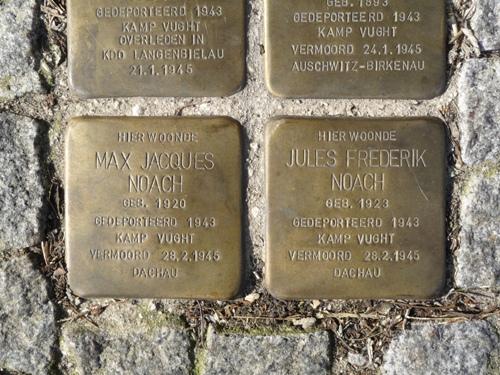 GEDEPORTEERD 1943
KAMP VUGHT
OVERLEDEN IN
KDO LANGENBIELAU
21.1.1945
GEB. 1893
GEDEPORTEERD 1943
KAMP VUGHT
VERMOORD 24.1.1945
AUSCHWITZ-BIRKENAU
HIER WOONDE
MAX JACQUES
NOACH
GEB. 1920
GEDEPORTEERD 1943
KAMP VUGHT
VERMOORD 28.2.1945
DACHAU
HIER WOONDE
JULES FREDERIK
NOACH
GEB. 1923
GEDEPORTEERD 1943
KAMP VUGHT
VERMOORD 28.2.1945
DACHAU